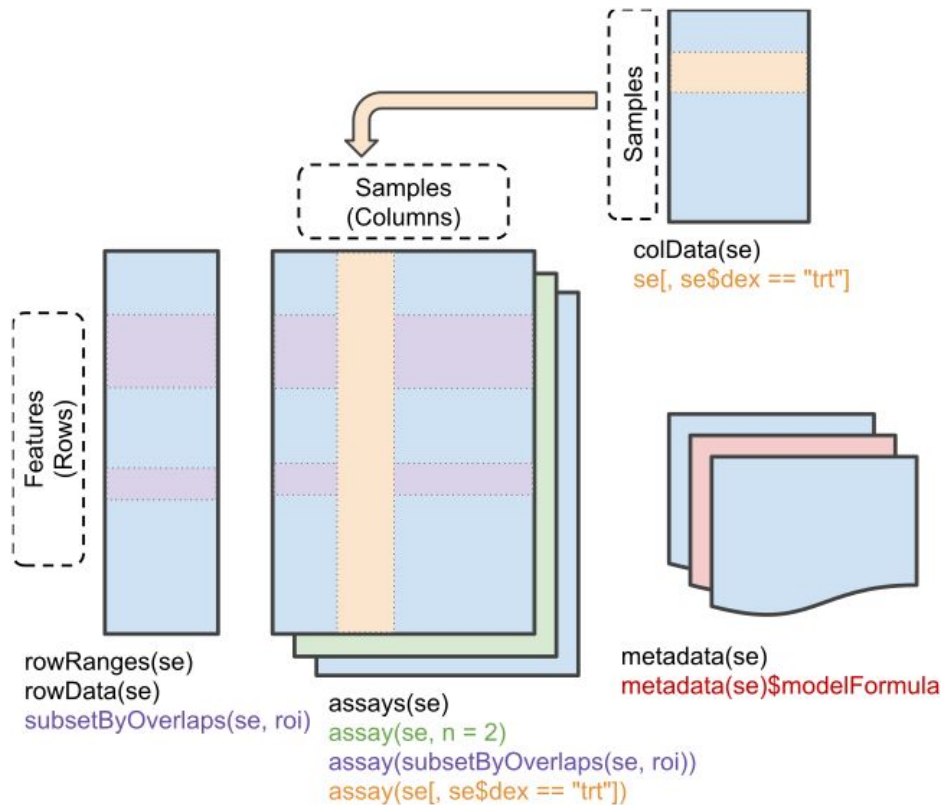 Samples
Samples
(Columns)
colData(se)
se[, se$dex == "trt"]
Features
(Rows)
rowRanges(se)
rowData(se)
subsetByOverlaps(se, roi)
assays(se)
assay(se, n = 2)
assay(subsetByOverlaps(se, roi))
assay(se[, se$dex == "trt"])
metadata(se)
metadata(se)$modelFormula